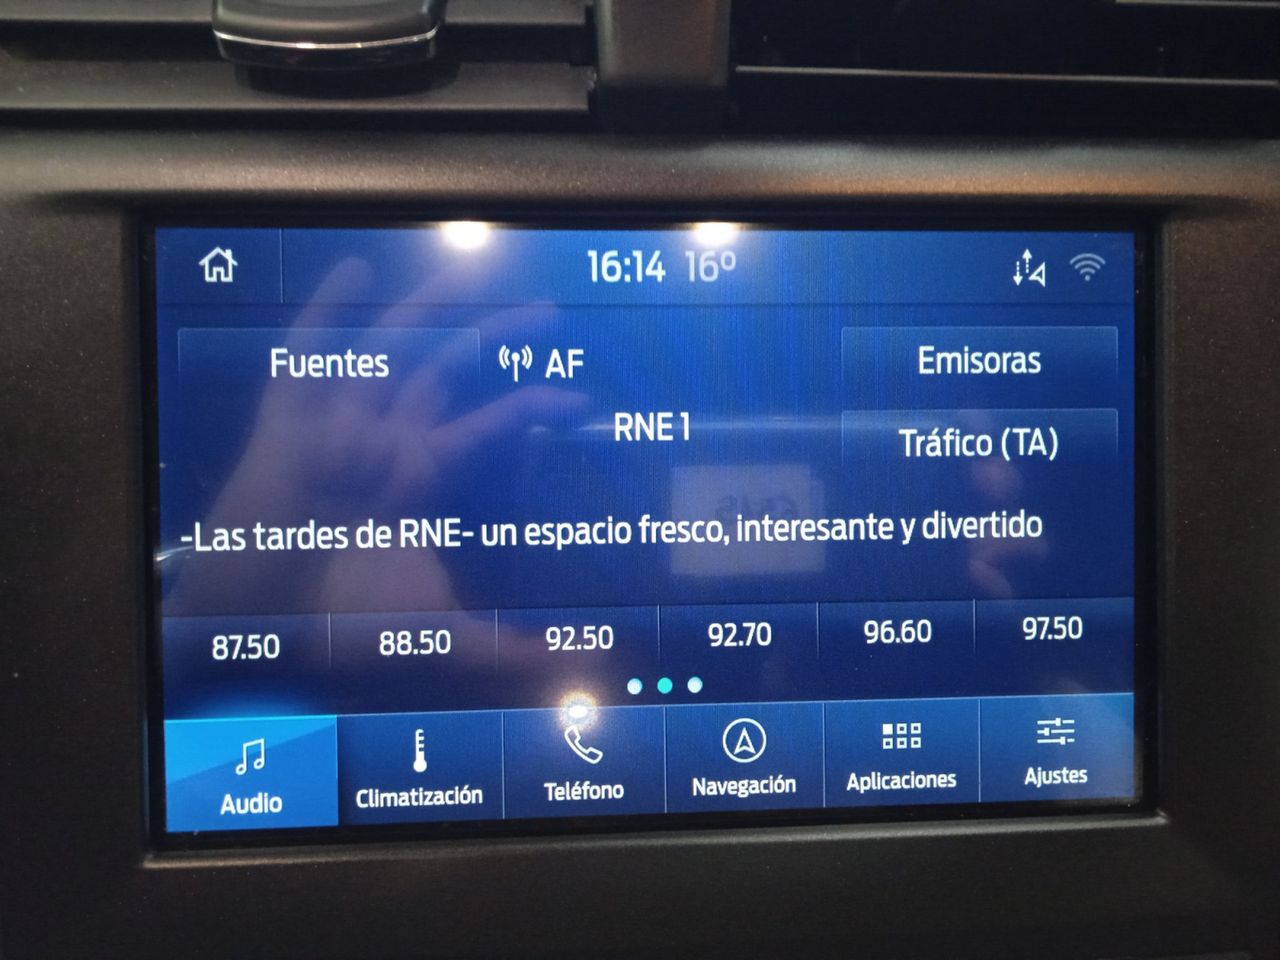 16:14 16º
Fuentes
AF
Emisoras
RNE 1
Tráfico (TA)
-Las tardes de RNE- un espacio fresco, interesante y divertido
87.50 88.50 92.50 92.70 96.60 97.50
Audio Climatización Teléfono Navegación Aplicaciones Ajustes